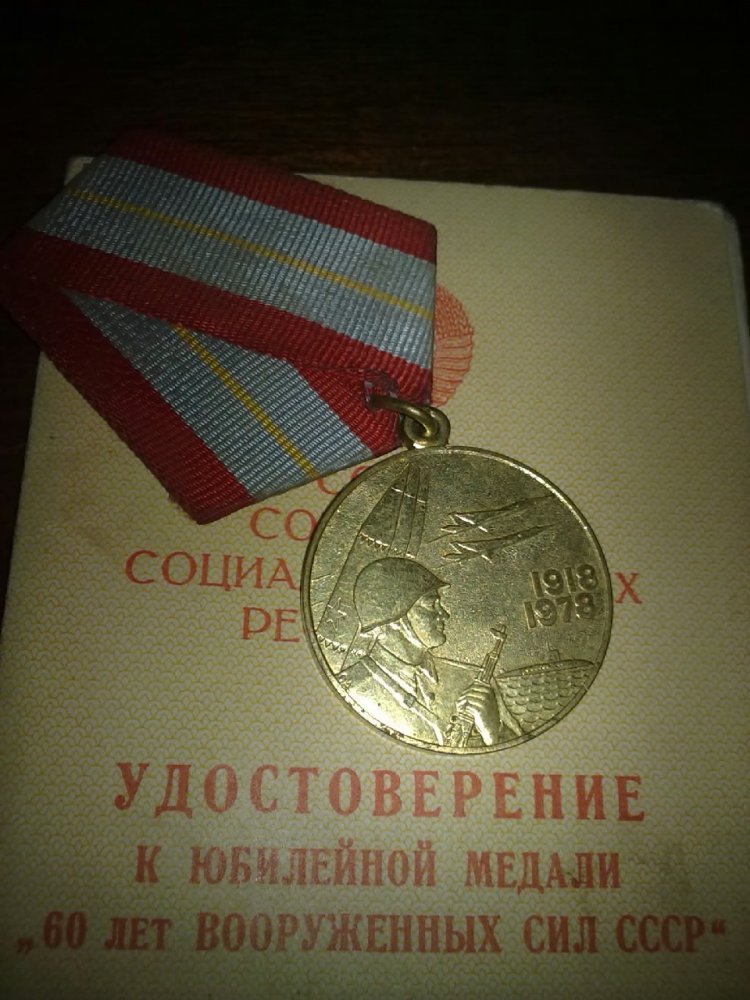 1918
1978
УДОСТОВЕРЕНИЕ
К ЮБИЛЕЙНОЙ МЕДАЛИ
„60 ЛЕТ ВООРУЖЕННЫХ СИЛ СССР“